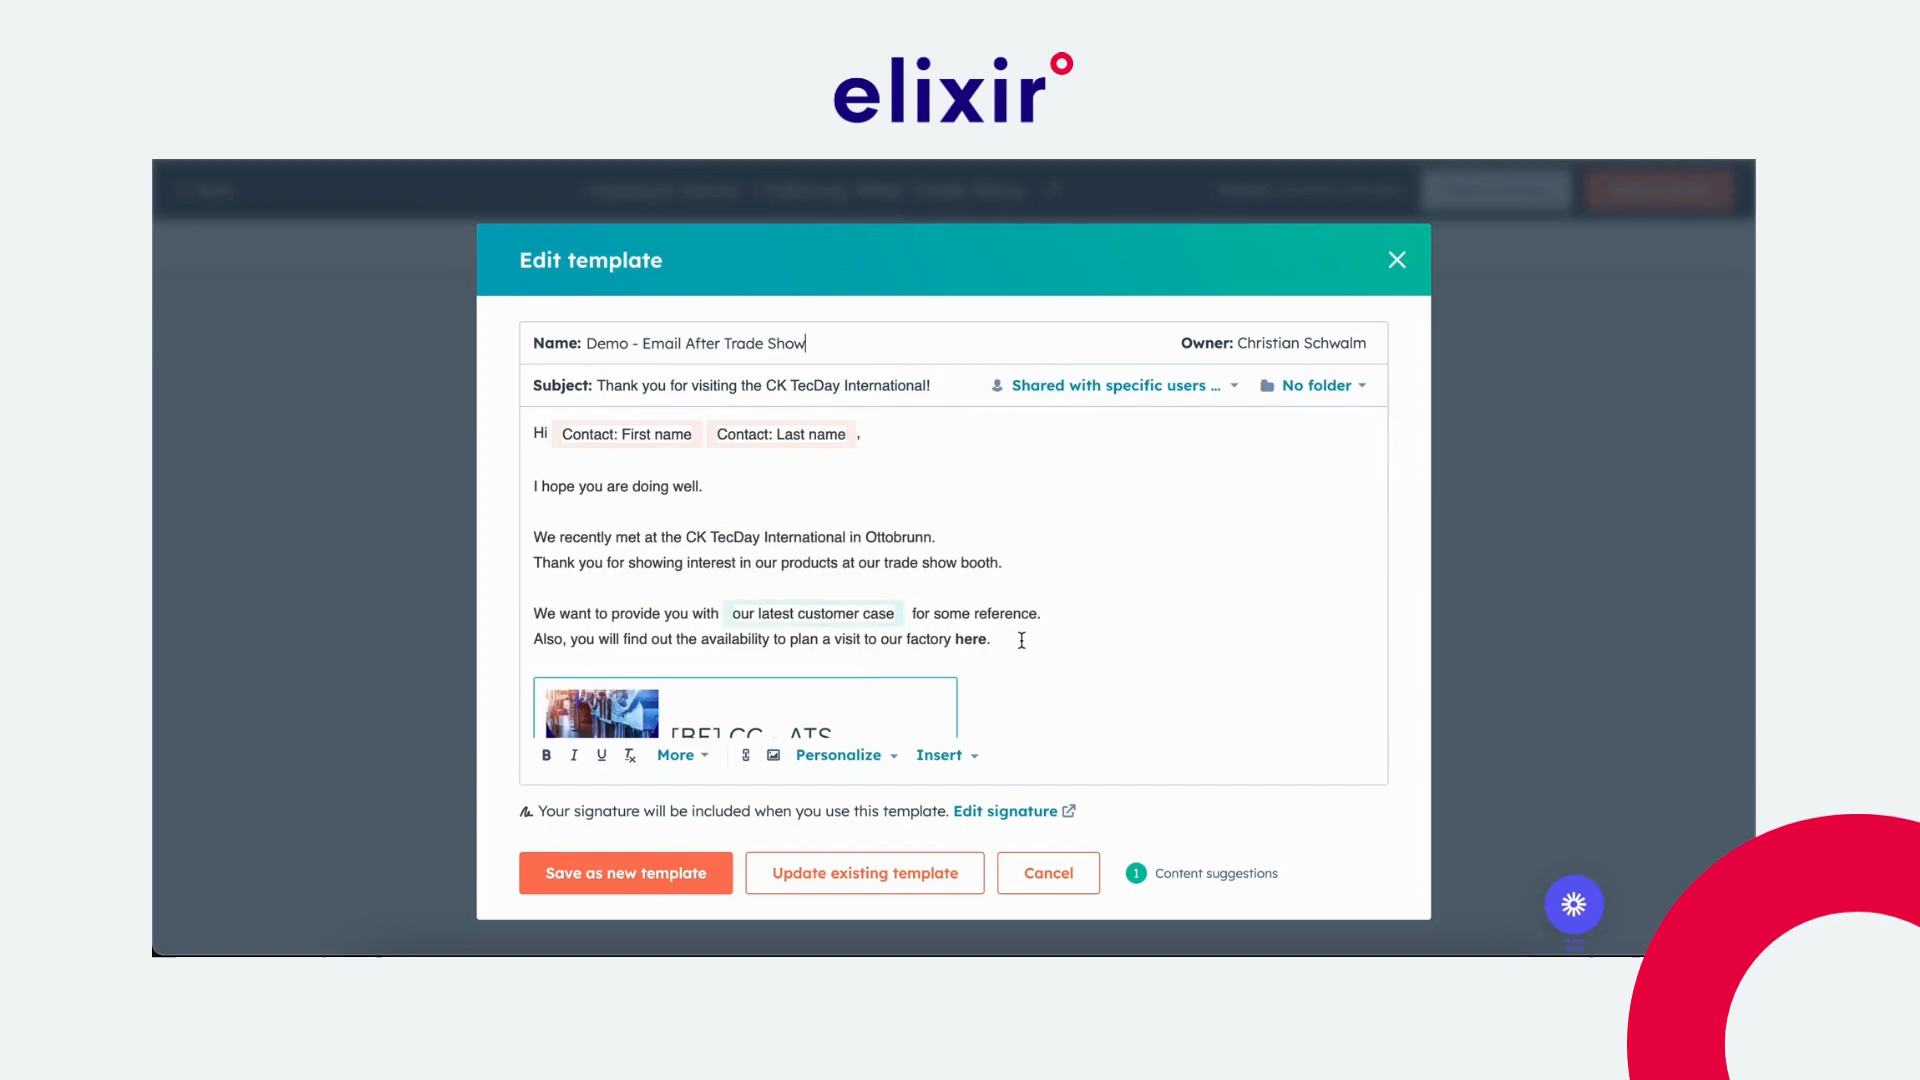 elixir
Edit template
Name: Demo - Email After Trade Show
Owner: Christian Schwalm
Subject: Thank you for visiting the CK TecDay International!
Shared with specific users ...
No folder
Hi Contact: First name Contact: Last name ,
I hope you are doing well.
We recently met at the CK TecDay International in Ottobrunn.
Thank you for showing interest in our products at our trade show booth.
We want to provide you with our latest customer case for some reference.
Also, you will find out the availability to plan a visit to our factory here.
[BE] CC - ATS
B I U Tx More Personalize Insert
Your signature will be included when you use this template. Edit signature
Save as new template
Update existing template
Cancel
1 Content suggestions